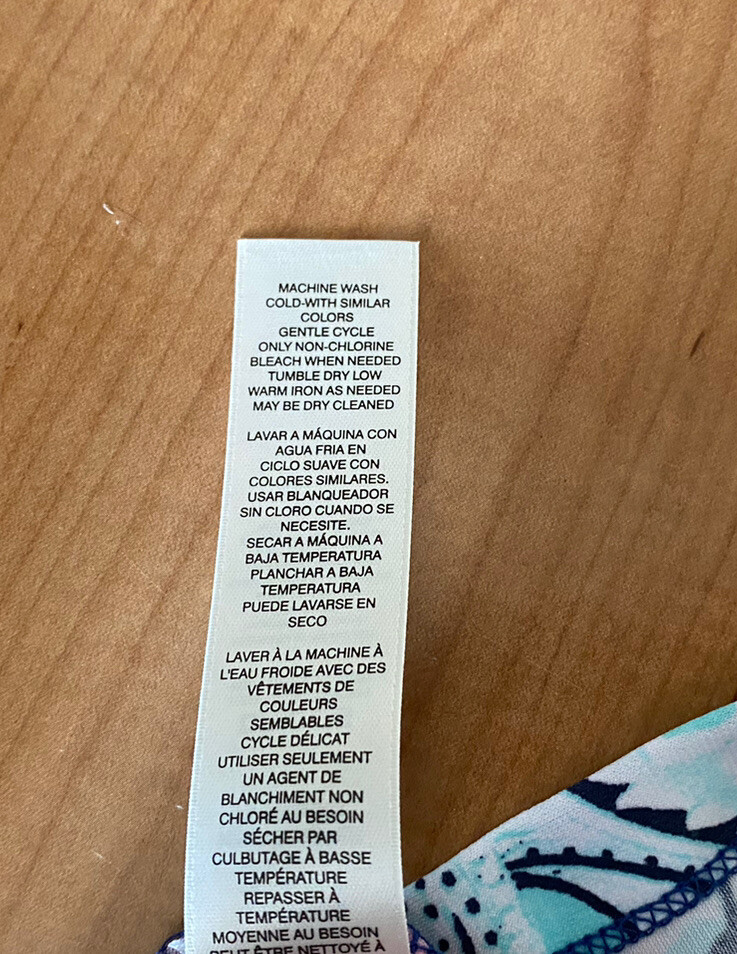 MACHINE WASH
COLD-WITH SIMILAR
COLORS
GENTLE CYCLE
ONLY NON-CHLORINE
BLEACH WHEN NEEDED
TUMBLE DRY LOW
WARM IRON AS NEEDED
MAY BE DRY CLEANED
LAVAR A MÁQUINA CON
AGUA FRIA EN
CICLO SUAVE CON
COLORES SIMILARES.
USAR BLANQUEADOR
SIN CLORO CUANDO SE
NECESITE.
SECAR A MÁQUINA A
BAJA TEMPERATURA
PLANCHAR A BAJA
TEMPERATURA
PUEDE LAVARSE EN
SECO
LAVER À LA MACHINE À
L'EAU FROIDE AVEC DES
VÊTEMENTS DE
COULEURS
SEMBLABLES
CYCLE DÉLICAT
UTILISER SEULEMENT
UN AGENT DE
BLANCHIMENT NON
CHLORÉ AU BESOIN
SÉCHER PAR
CULBUTAGE À BASSE
TEMPÉRATURE
REPASSER À
TEMPÉRATURE
MOYENNE AU BESOIN
PEUT ÊTRE NETTOYÉ À